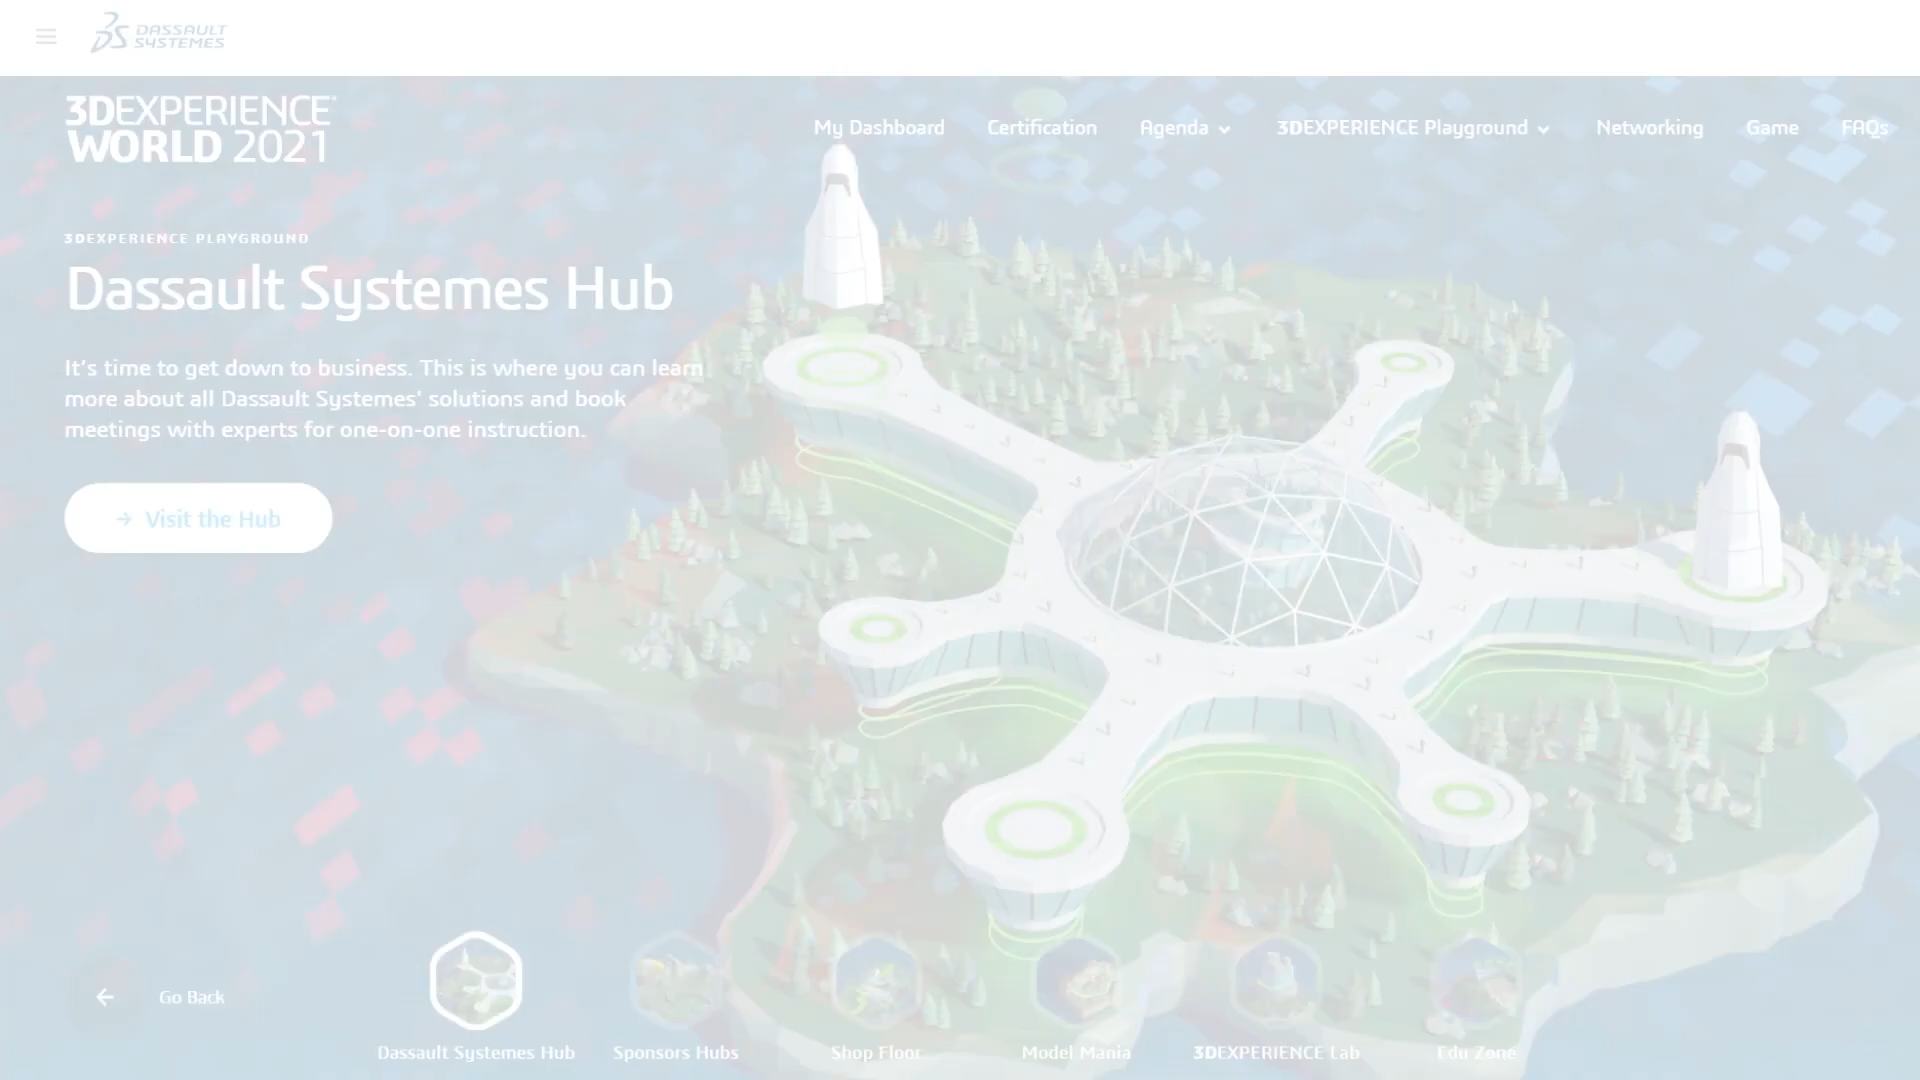 DASSAULT
SYSTEMES
3DEXPERIENCE®
WORLD 2021
My Dashboard
Certification
Agenda
3DEXPERIENCE Playground
Networking
Game
FAQs
3DEXPERIENCE PLAYGROUND
Dassault Systemes Hub
It's time to get down to business. This is where you can learn
more about all Dassault Systemes' solutions and book
meetings with experts for one-on-one instruction.
→ Visit the Hub
← Go Back
Dassault Systemes Hub
Sponsors Hubs
Shop Floor
Model Mania
3DEXPERIENCE Lab
Edu Zone